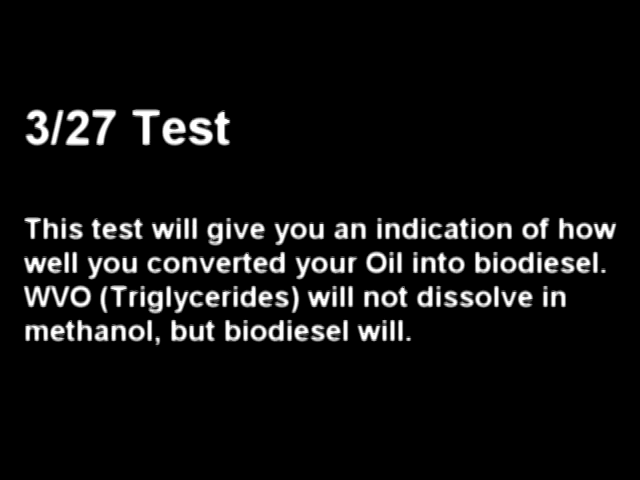 3/27 Test
This test will give you an indication of how
well you converted your Oil into biodiesel.
WVO (Triglycerides) will not dissolve in
methanol, but biodiesel will.